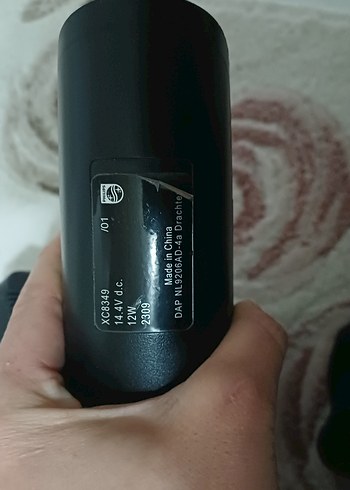 XC8349 /01
14.4V d.c.
12W
2309
Made in China
DAP NL9206AD-4a Drachten